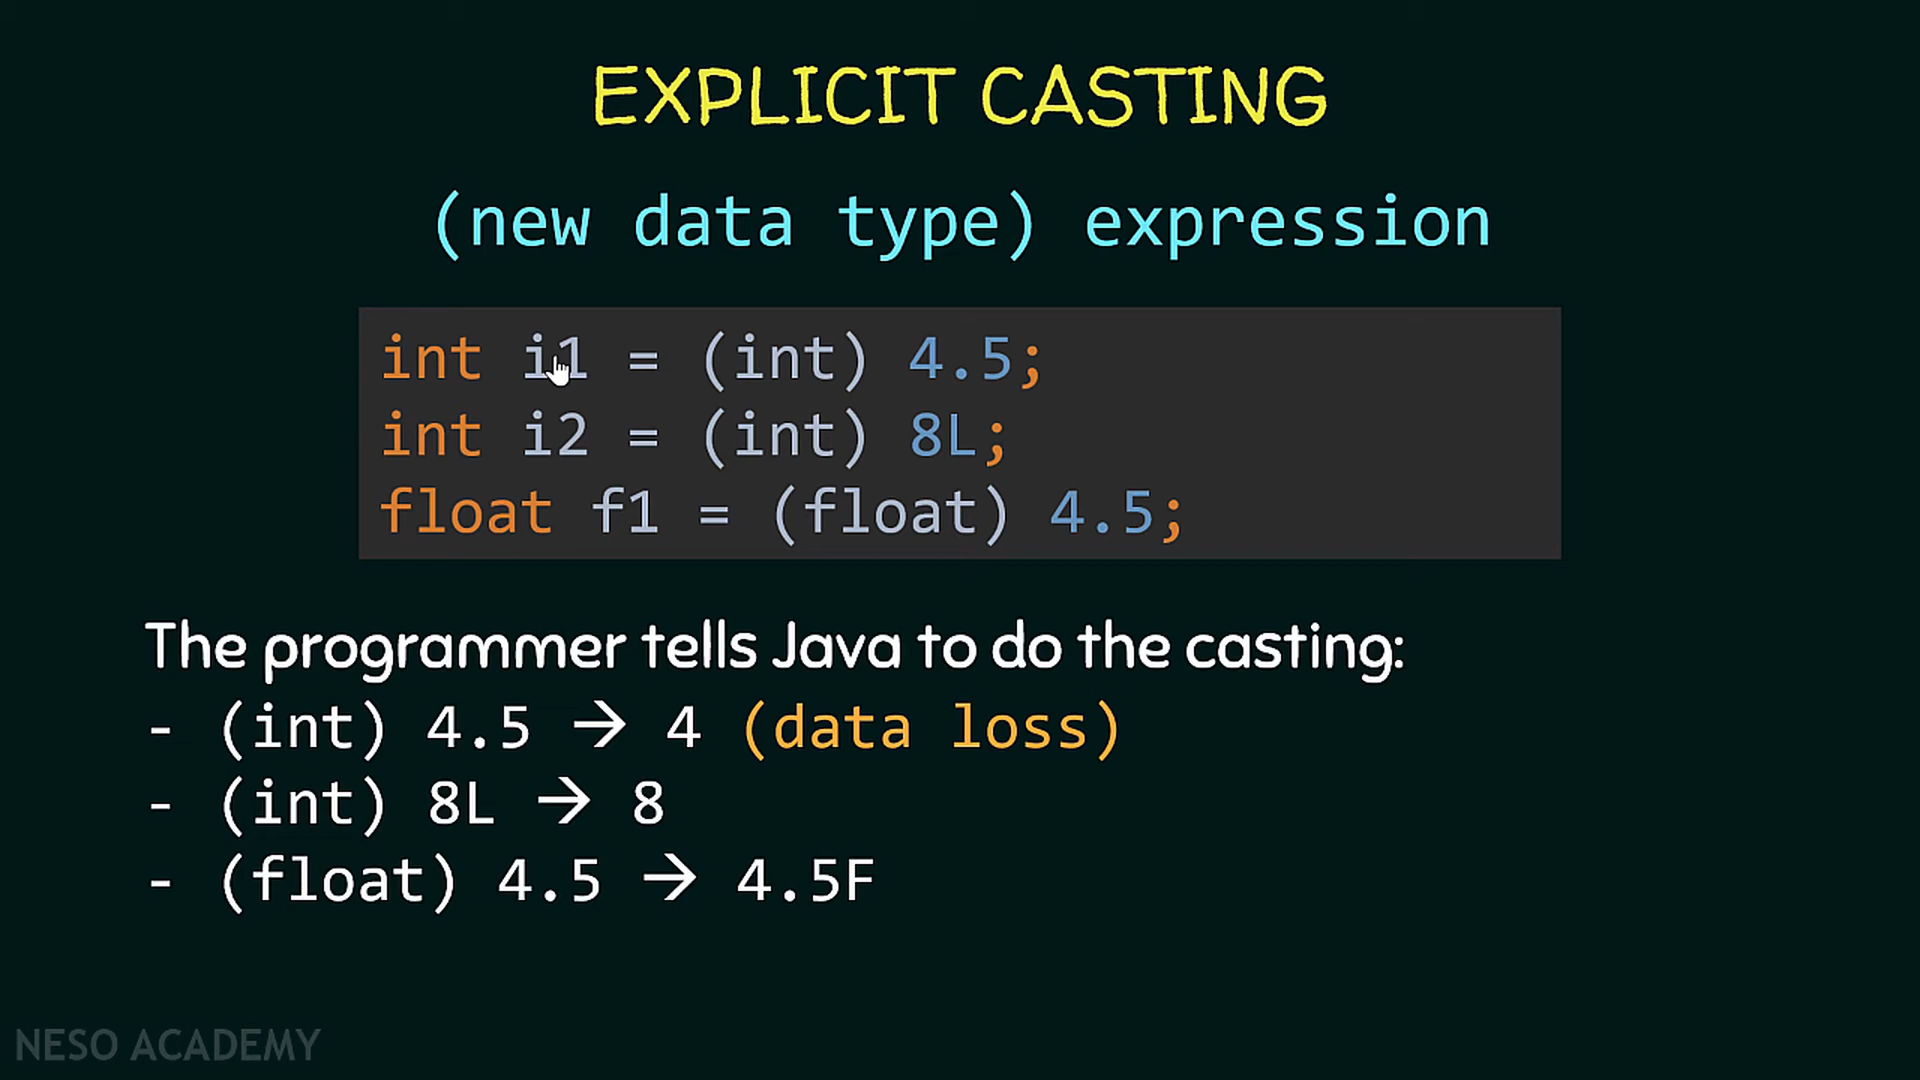 EXPLICIT CASTING
(new data type) expression
int i1 = (int) 4.5;
int i2 = (int) 8L;
float f1 = (float) 4.5;
The programmer tells Java to do the casting:
- (int) 4.5 → 4 (data loss)
- (int) 8L → 8
- (float) 4.5 → 4.5F
NESO ACADEMY